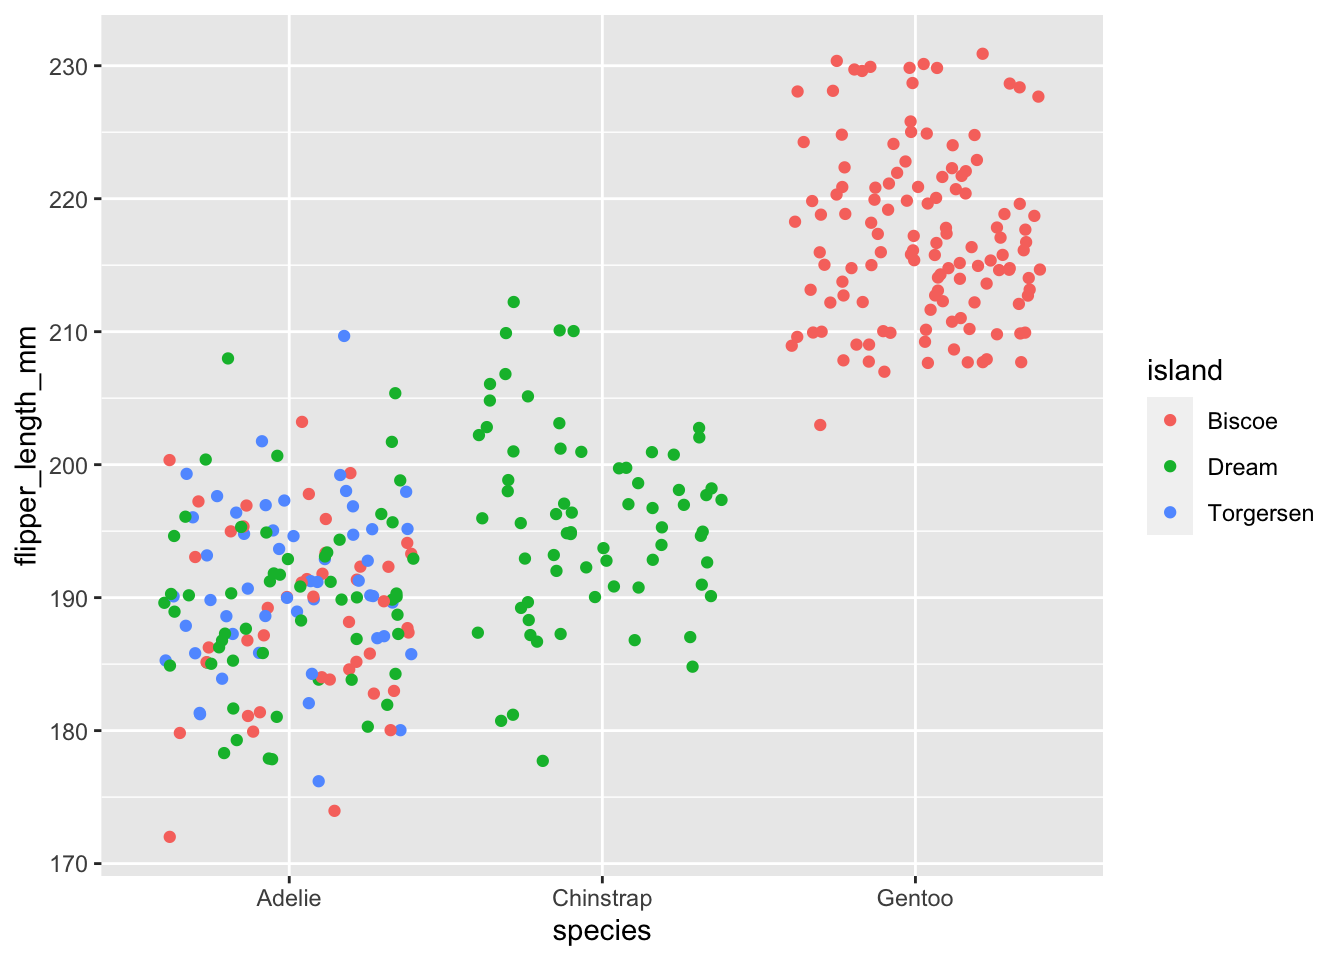 230
220
210
200
190
180
170
flipper_length_mm
Adelie
Chinstrap
Gentoo
species
island
Biscoe
Dream
Torgersen